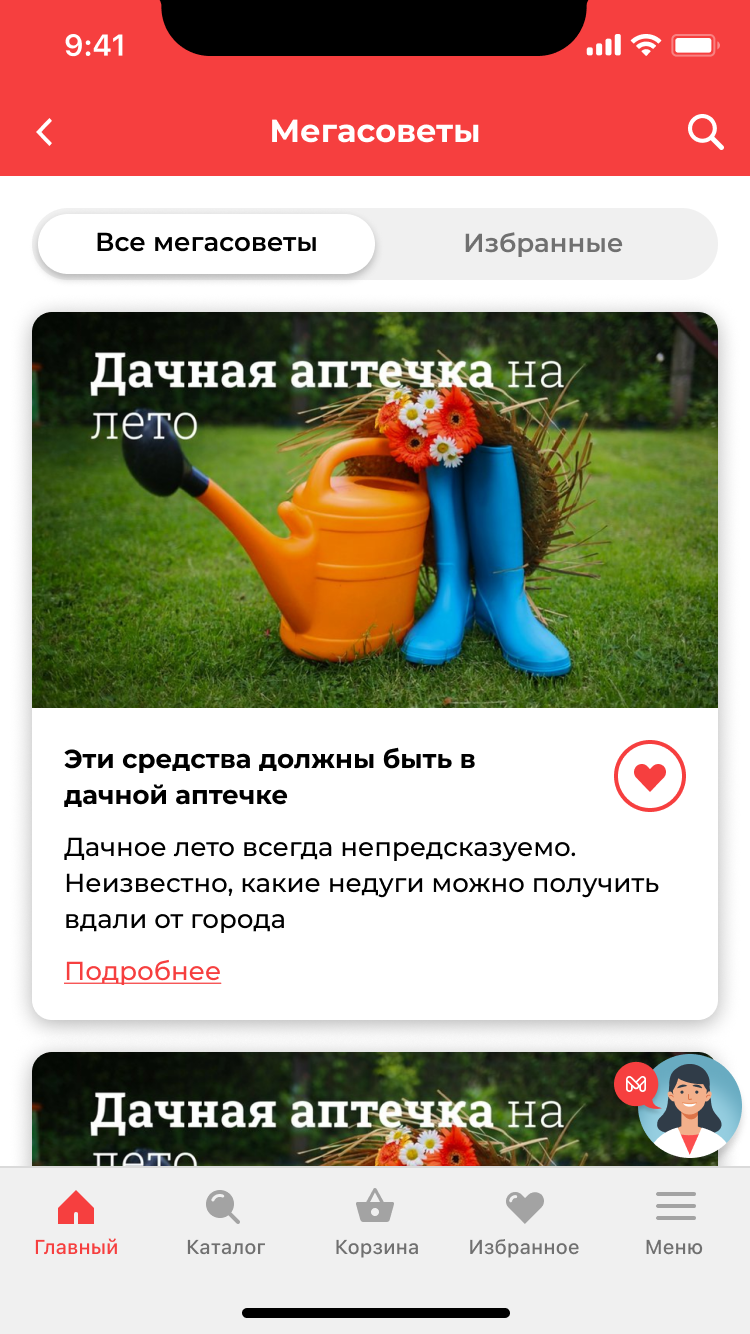 9:41
Мегасоветы
Все мегасоветы
Избранные
Дачная аптечка на
лето
Эти средства должны быть в
дачной аптечке
Дачное лето всегда непредсказуемо.
Неизвестно, какие недуги можно получить
вдали от города
Подробнее
Дачная аптечка на
лето
Главный
Каталог
Корзина
Избранное
Меню